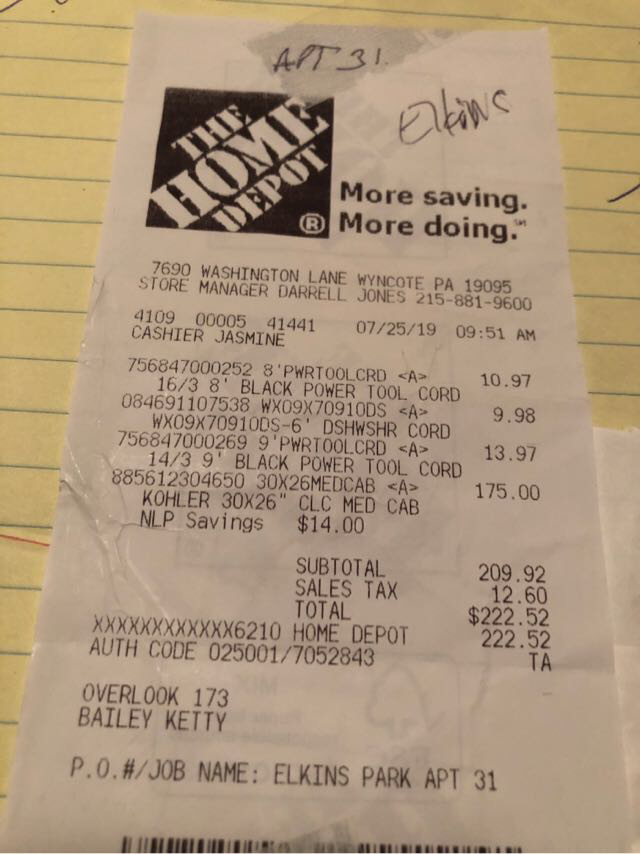 APT 31.
Elkins
THE
HOME
DEPOT
®
More saving.
More doing.℠
7690 WASHINGTON LANE WYNCOTE PA 19095
STORE MANAGER DARRELL JONES 215-881-9600
4109 00005 41441 07/25/19 09:51 AM
CASHIER JASMINE
756847000252 8'PWRTOOLCRD <A> 10.97
16/3 8' BLACK POWER TOOL CORD
084691107538 WX09X70910DS <A> 9.98
WX09X70910DS-6' DSHWSHR CORD
756847000269 9'PWRTOOLCRD <A> 13.97
14/3 9' BLACK POWER TOOL CORD
885612304650 30X26MEDCAB <A> 175.00
KOHLER 30X26" CLC MED CAB
NLP Savings $14.00
SUBTOTAL 209.92
SALES TAX 12.60
TOTAL $222.52
XXXXXXXXXXXX6210 HOME DEPOT 222.52
AUTH CODE 025001/7052843 TA
OVERLOOK 173
BAILEY KETTY
P.O.#/JOB NAME: ELKINS PARK APT 31